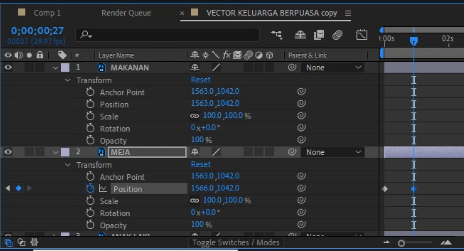 Comp 1 Render Queue VECTOR KELUARGA BERPUASA copy
0;00;00;27
00027 (29.97 fps)
:00s 02s
# Layer Name Parent & Link
1 MAKANAN None
Transform Reset
Anchor Point 1563.0,1042.0
Position 1563.0,1042.0
Scale 100.0,100.0%
Rotation 0x+0.0°
Opacity 100%
2 MEJA None
Transform Reset
Anchor Point 1563.0,1042.0
Position 1566.0,1042.0
Scale 100.0,100.0%
Rotation 0x+0.0°
Opacity 100%
None
Toggle Switches / Modes